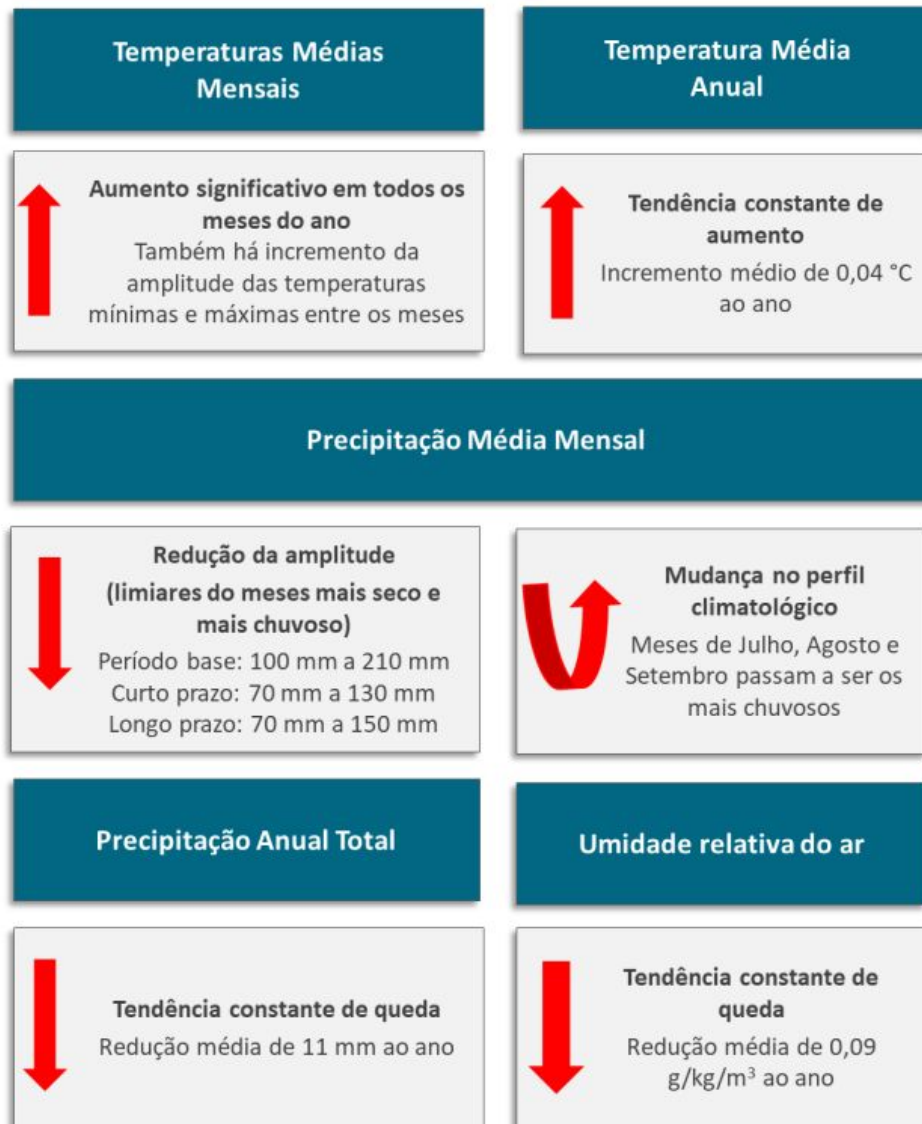 Temperaturas Médias
Mensais
Temperatura Média
Anual
Aumento significativo em todos os
meses do ano
Também há incremento da
amplitude das temperaturas
mínimas e máximas entre os meses
Tendência constante de
aumento
Incremento médio de 0,04 °C
ao ano
Precipitação Média Mensal
Redução da amplitude
(limiares do meses mais seco e
mais chuvoso)
Período base: 100 mm a 210 mm
Curto prazo: 70 mm a 130 mm
Longo prazo: 70 mm a 150 mm
Mudança no perfil
climatológico
Meses de Julho, Agosto e
Setembro passam a ser os
mais chuvosos
Precipitação Anual Total
Umidade relativa do ar
Tendência constante de queda
Redução média de 11 mm ao ano
Tendência constante de
queda
Redução média de 0,09
g/kg/m³ ao ano